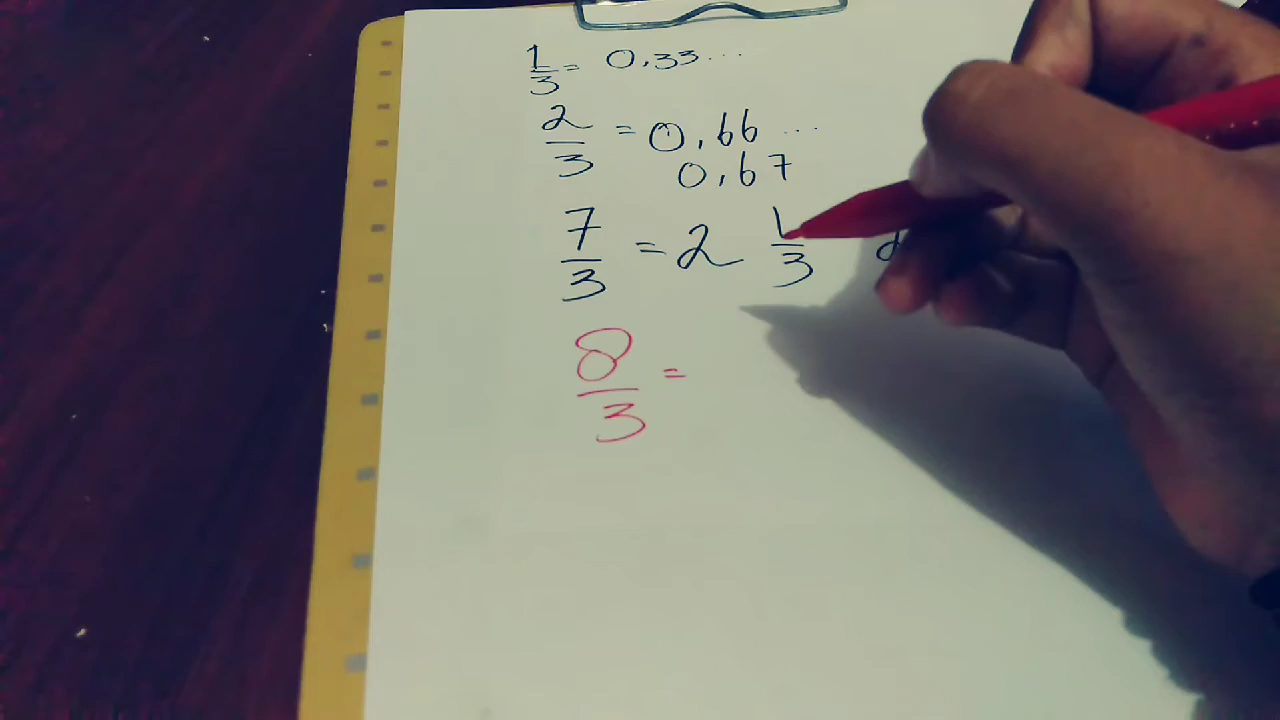 1/3 = 0,33...
2/3 = 0,66...
0,67
7/3 = 2 1/3
8/3 =